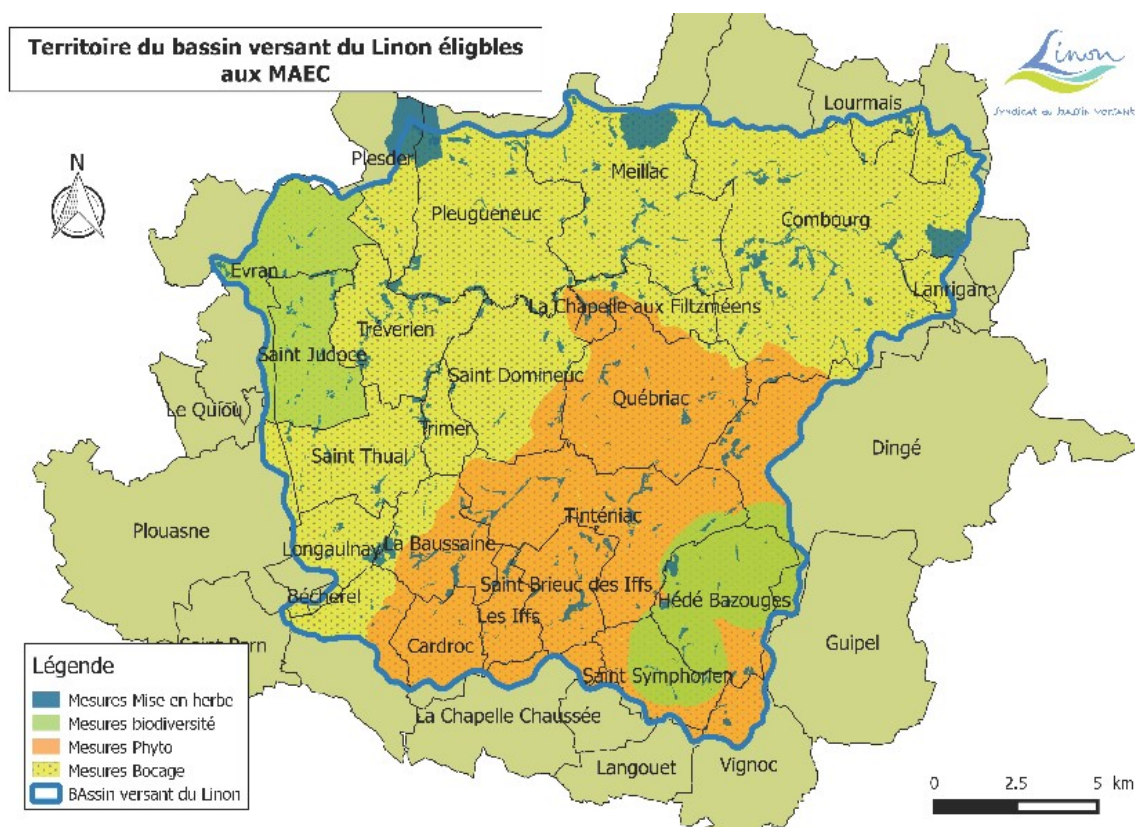 Territoire du bassin versant du Linon éligbles
aux MAEC
Linon
Syndicat du bassin versant
N
Lourmais
Plesder
Meillac
Pleugueneuc
Combourg
Evran
Lanrigan
La Chapelle aux Filtzméens
Tréverien
Saint Judoce
Saint Domineuc
Le Quiou
Québriac
Trimer
Dingé
Saint Thual
Plouasne
Tinténiac
Longaulnay
La Baussaine
Saint Brieuc des Iffs
Bécherel
Hédé Bazouges
Les Iffs
Cardroc
Guipel
Saint Symphorien
La Chapelle Chaussée
Langouet
Vignoc
Légende
Mesures Mise en herbe
Mesures biodiversité
Mesures Phyto
Mesures Bocage
BAssin versant du Linon
0 2.5 5 km